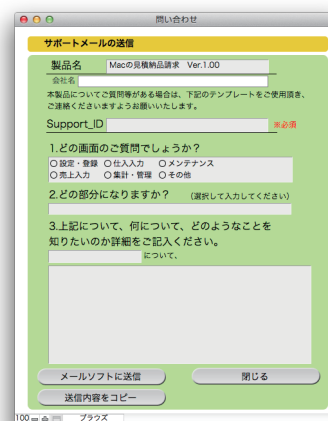 問い合わせ
サポートメールの送信
製品名 Macの見積納品請求 Ver.1.00
会社名
本製品についてご質問等がある場合は、下記のテンプレートをご使用頂き、
ご連絡くださいますようお願いいたします。
Support_ID ※必須
1.どの画面のご質問でしょうか？
設定・登録 仕入入力 メンテナンス
売上入力 集計・管理 その他
2.どの部分になりますか？ （選択して入力してください）
3.上記について、何について、どのようなことを
知りたいのか詳細をご記入ください。
について、
メールソフトに送信 閉じる
送信内容をコピー
100 ブラウズ